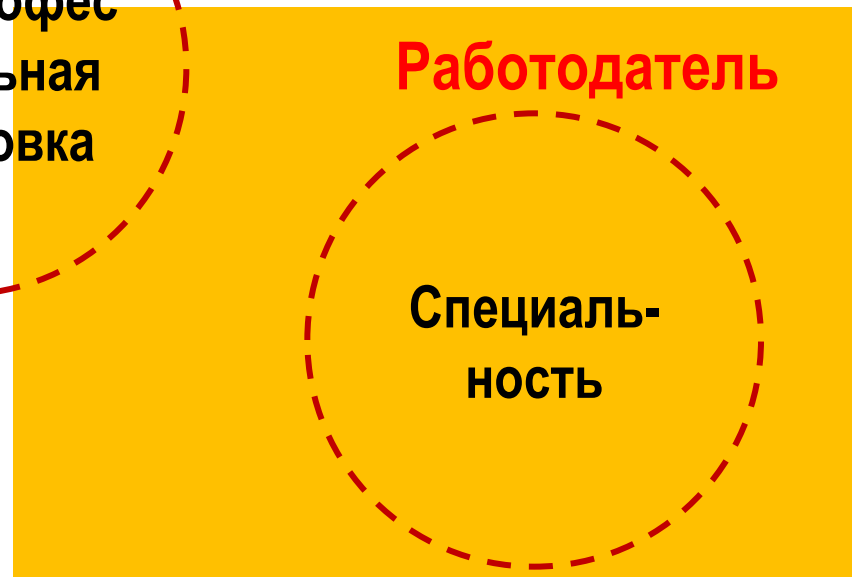 офес
ьная
овка
Работодатель
Специаль-
ность